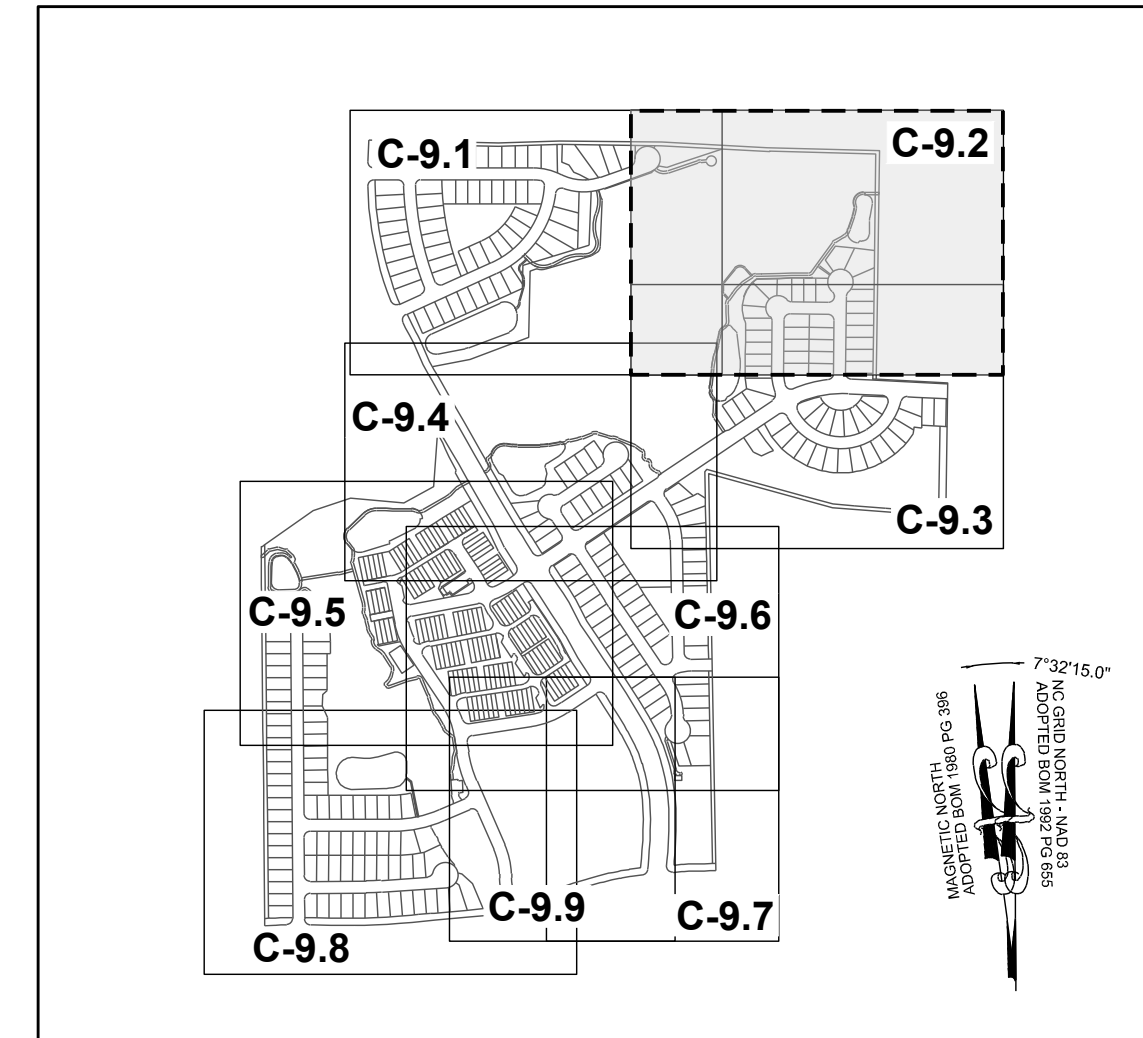 C-9.1
C-9.2
C-9.4
C-9.3
C-9.5
C-9.6
7°32'15.0"
NC GRID NORTH - NAD 83
ADOPTED BOM 1992 PG 655
MAGNETIC NORTH
ADOPTED BOM 1980 PG 396
C-9.9
C-9.7
C-9.8